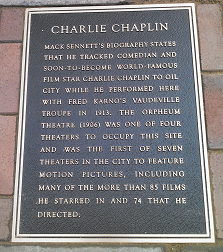 CHARLIE CHAPLIN
MACK SENNETT'S BIOGRAPHY STATES
THAT HE TRACKED COMEDIAN AND
SOON-TO-BECOME WORLD-FAMOUS
FILM STAR CHARLIE CHAPLIN TO OIL
CITY WHILE HE PERFORMED HERE
WITH FRED KARNO'S VAUDEVILLE
TROUPE IN 1913. THE ORPHEUM
THEATRE (1906) WAS ONE OF FOUR
THEATERS TO OCCUPY THIS SITE
AND WAS THE FIRST OF SEVEN
THEATERS IN THE CITY TO FEATURE
MOTION PICTURES, INCLUDING
MANY OF THE MORE THAN 85 FILMS
HE STARRED IN AND 74 THAT HE
DIRECTED.